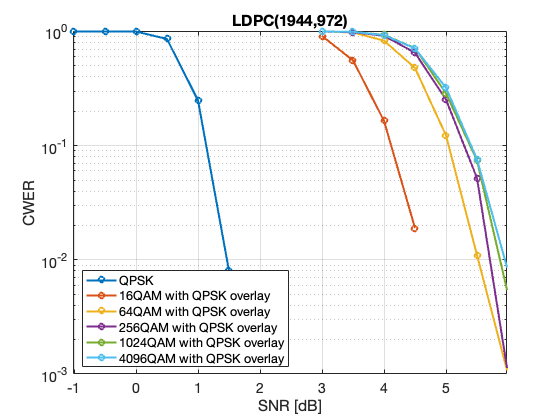 LDPC(1944,972)
10^0
10^-1
10^-2
10^-3
CWER
QPSK
16QAM with QPSK overlay
64QAM with QPSK overlay
256QAM with QPSK overlay
1024QAM with QPSK overlay
4096QAM with QPSK overlay
-1 0 1 2 3 4 5
SNR [dB]